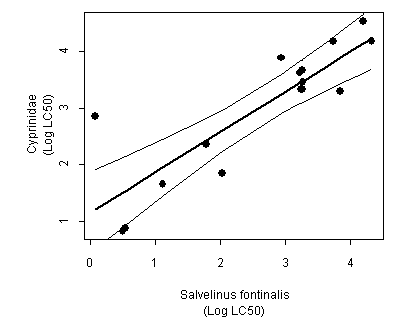 Cyprinidae
(Log LC50)
4
3
2
1
0 1 2 3 4
Salvelinus fontinalis
(Log LC50)